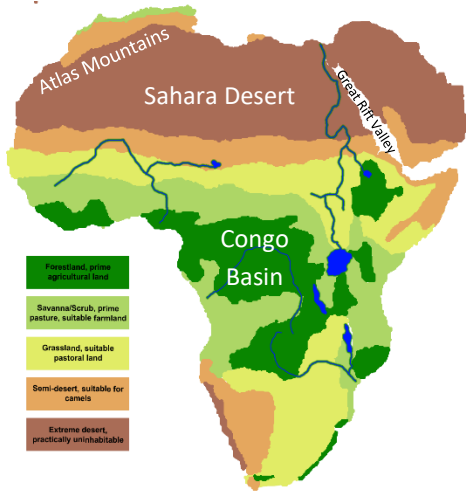 Atlas Mountains
Sahara Desert
Great Rift Valley
Congo
Basin
Forestland, prime
agricultural land
Savanna/Scrub, prime
pasture, suitable farmland
Grassland, suitable
pastoral land
Semi-desert, suitable for
camels
Extreme desert,
practically uninhabitable